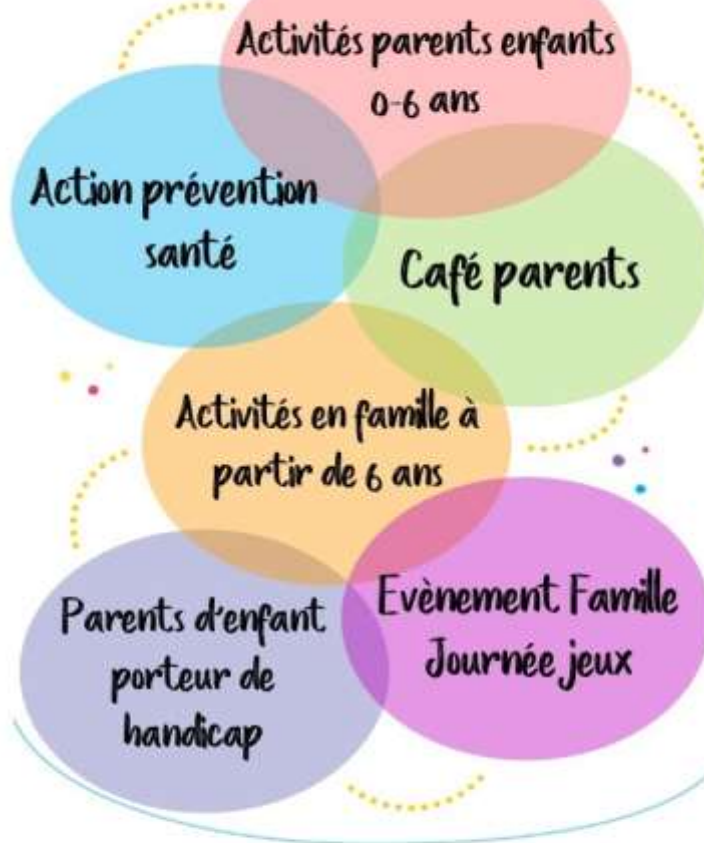 Activités parents enfants
0-6 ans
Action prévention
santé
Café parents
Activités en famille à
partir de 6 ans
Parents d'enfant
porteur de
handicap
Evènement Famille
Journée jeux